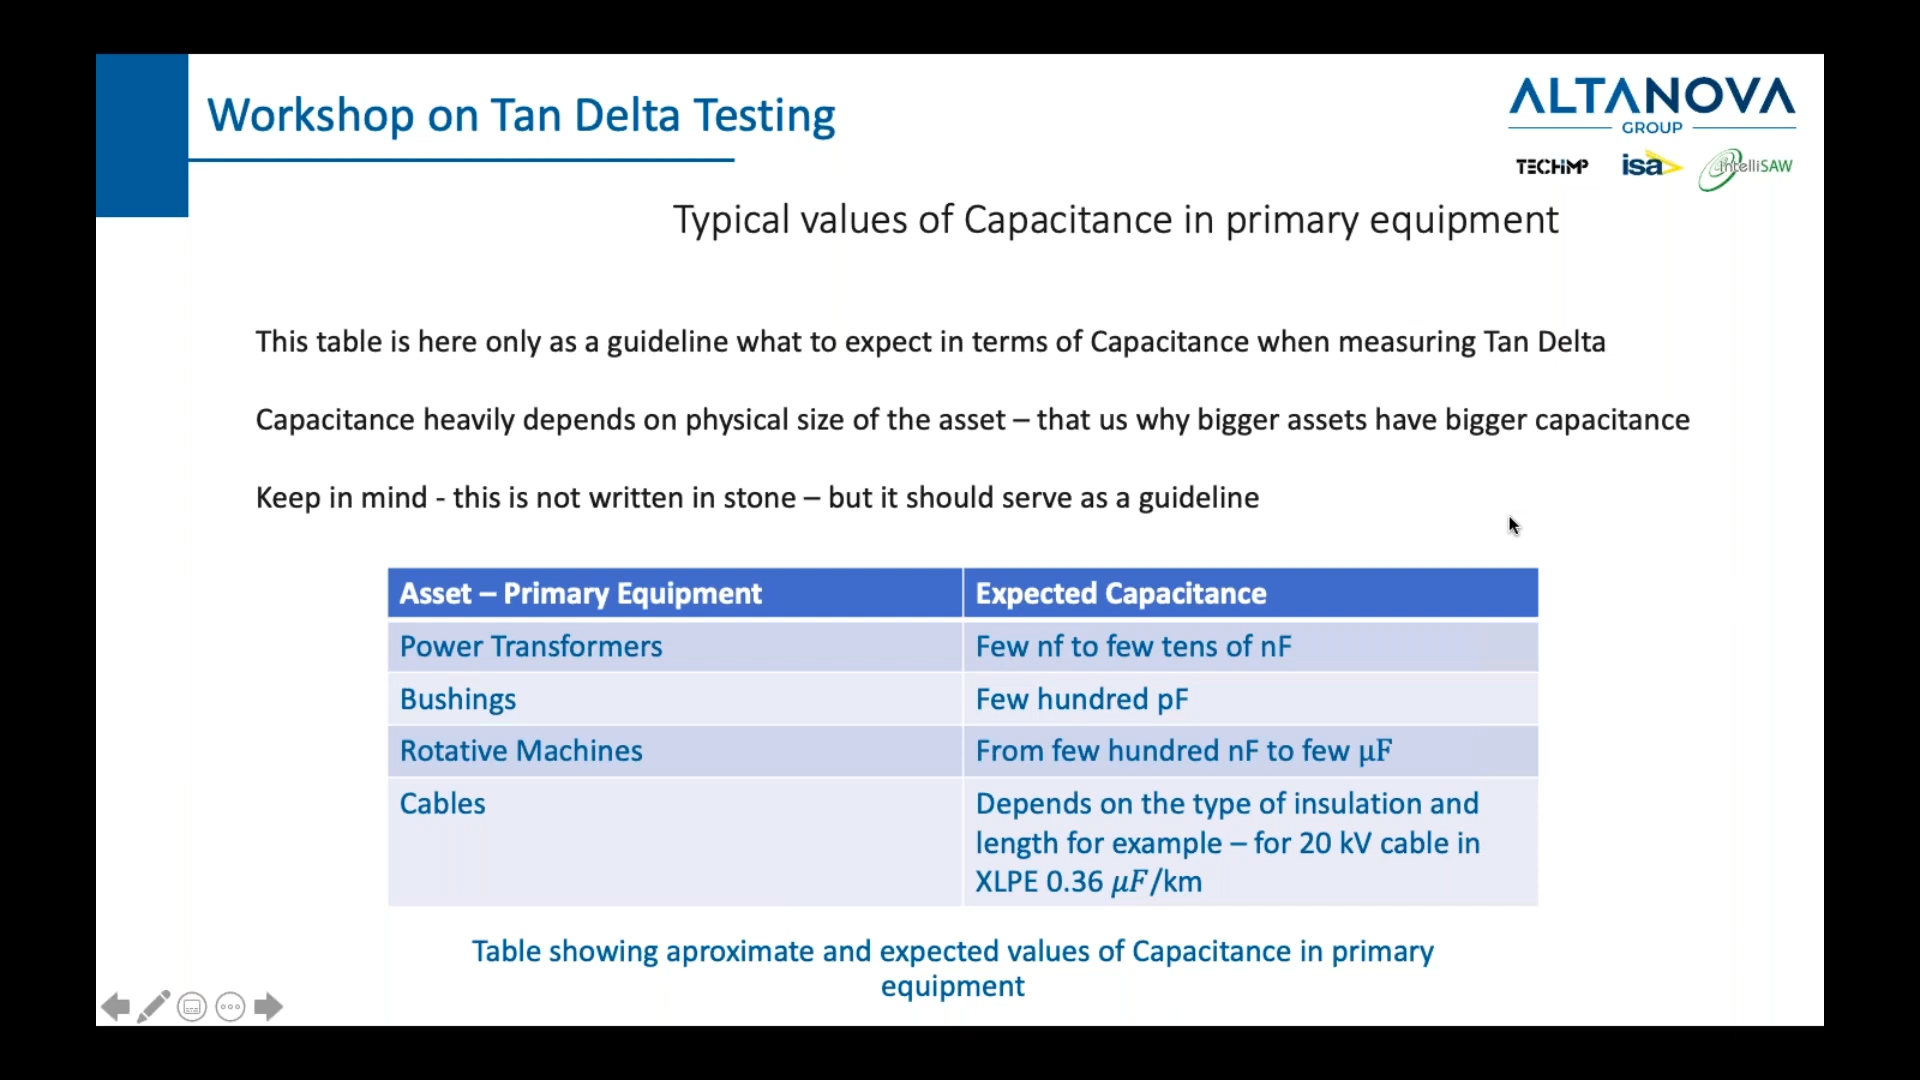 Workshop on Tan Delta Testing
ALTANOVA
GROUP
TECHIMP
isa
IntelliSAW
Typical values of Capacitance in primary equipment
This table is here only as a guideline what to expect in terms of Capacitance when measuring Tan Delta
Capacitance heavily depends on physical size of the asset – that us why bigger assets have bigger capacitance
Keep in mind - this is not written in stone – but it should serve as a guideline
Asset – Primary Equipment
Expected Capacitance
Power Transformers
Few nf to few tens of nF
Bushings
Few hundred pF
Rotative Machines
From few hundred nF to few µF
Cables
Depends on the type of insulation and
length for example – for 20 kV cable in
XLPE 0.36 µF/km
Table showing aproximate and expected values of Capacitance in primary
equipment